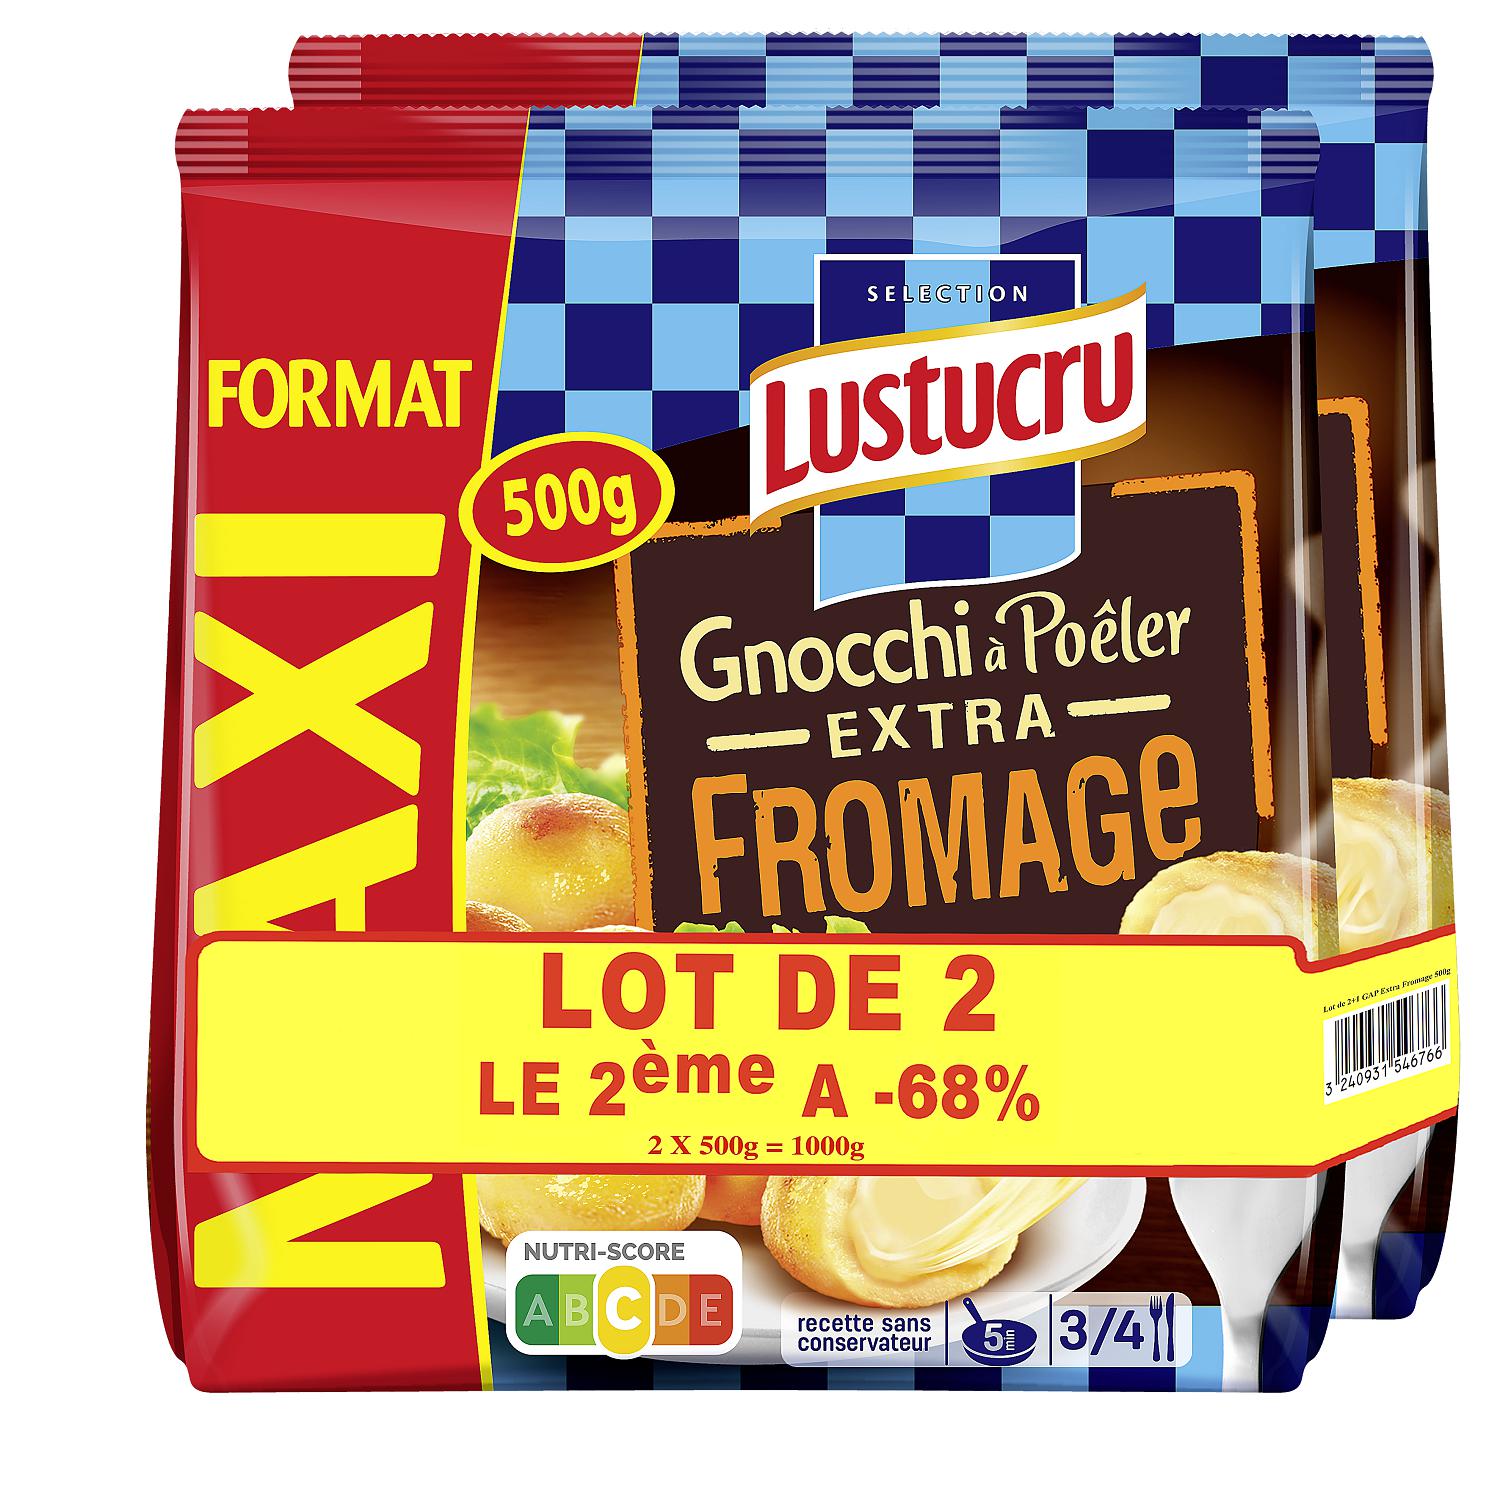 FORMAT
MAXI
500g
SELECTION
LUSTUCRU
Gnocchi à Poêler
EXTRA
FROMAGE
LOT DE 2
LE 2ème A -68%
2 X 500g = 1000g
Lot de 2+1 GAP Extra Fromage 500g
3 240931 546766
NUTRI-SCORE
A B C D E
recette sans
conservateur
5 min
3/4